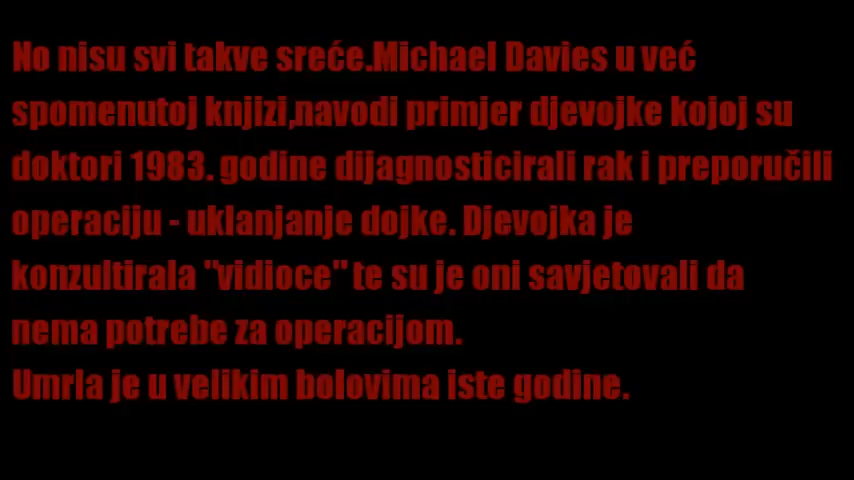 No nisu svi takve sreće.Michael Davies u već
spomenutoj knjizi,navodi primjer djevojke kojoj su
doktori 1983. godine dijagnosticirali rak i preporučili
operaciju - uklanjanje dojke. Djevojka je
konzultirala "vidioce" te su je oni savjetovali da
nema potrebe za operacijom.
Umrla je u velikim bolovima iste godine.